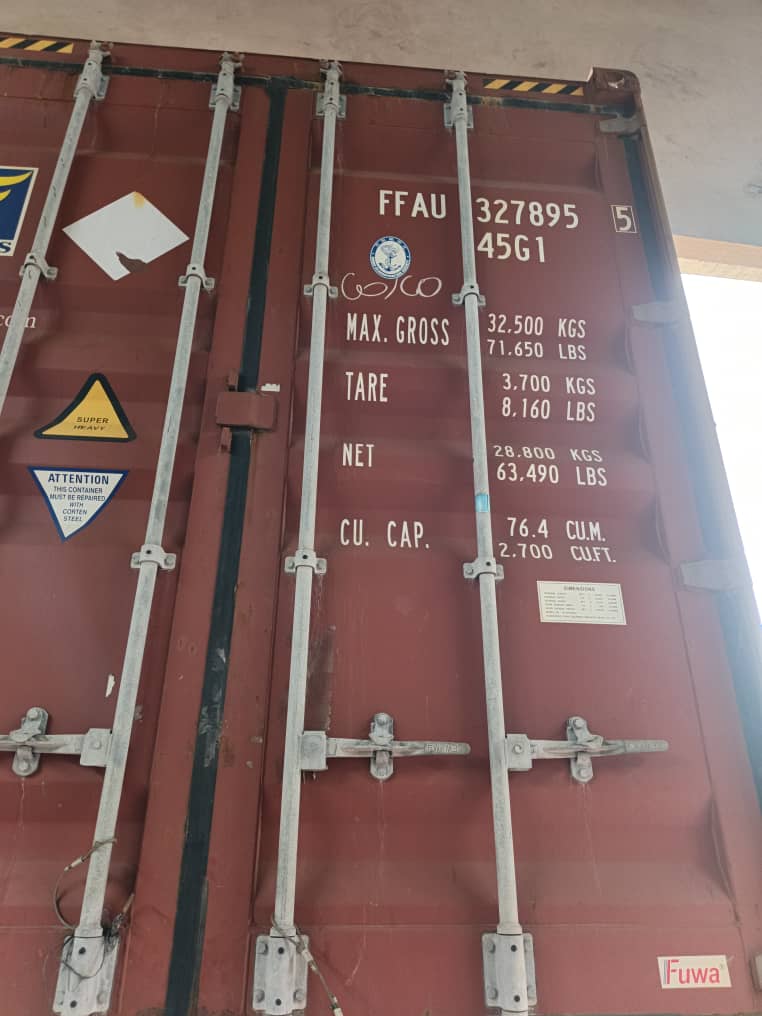 S
com
SUPER
HEAVY
ATTENTION
THIS CONTAINER
MUST BE REPAIRED
WITH
CORTEN
STEEL
FFAU 327895 5
45G1
MAX. GROSS 32.500 KGS
71.650 LBS
TARE 3.700 KGS
8.160 LBS
NET 28.800 KGS
63,490 LBS
CU. CAP. 76.4 CU.M.
2.700 CU.FT.
DIMENSIONS
Fuwa